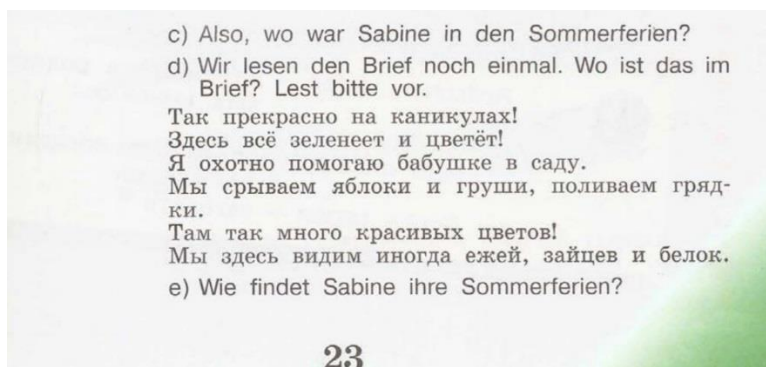 c) Also, wo war Sabine in den Sommerferien?
d) Wir lesen den Brief noch einmal. Wo ist das im
Brief? Lest bitte vor.
Так прекрасно на каникулах!
Здесь всё зеленеет и цветёт!
Я охотно помогаю бабушке в саду.
Мы срываем яблоки и груши, поливаем гряд-
ки.
Там так много красивых цветов!
Мы здесь видим иногда ежей, зайцев и белок.
e) Wie findet Sabine ihre Sommerferien?
23